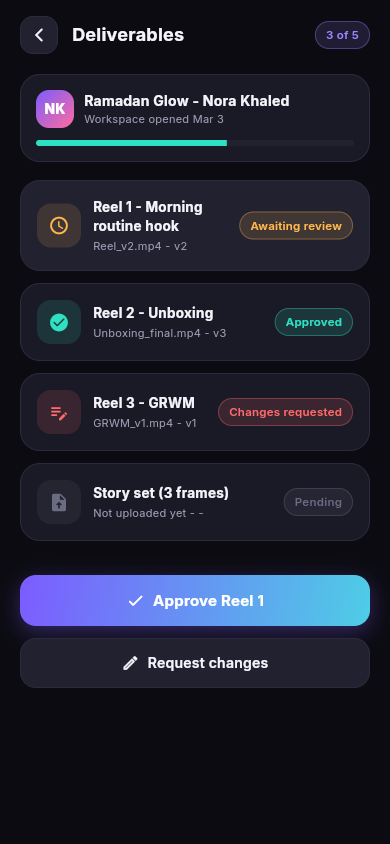 Deliverables
3 of 5
NK
Ramadan Glow - Nora Khaled
Workspace opened Mar 3
Reel 1 - Morning
routine hook
Reel_v2.mp4 - v2
Awaiting review
Reel 2 - Unboxing
Unboxing_final.mp4 - v3
Approved
Reel 3 - GRWM
GRWM_v1.mp4 - v1
Changes requested
Story set (3 frames)
Not uploaded yet - -
Pending
Approve Reel 1
Request changes